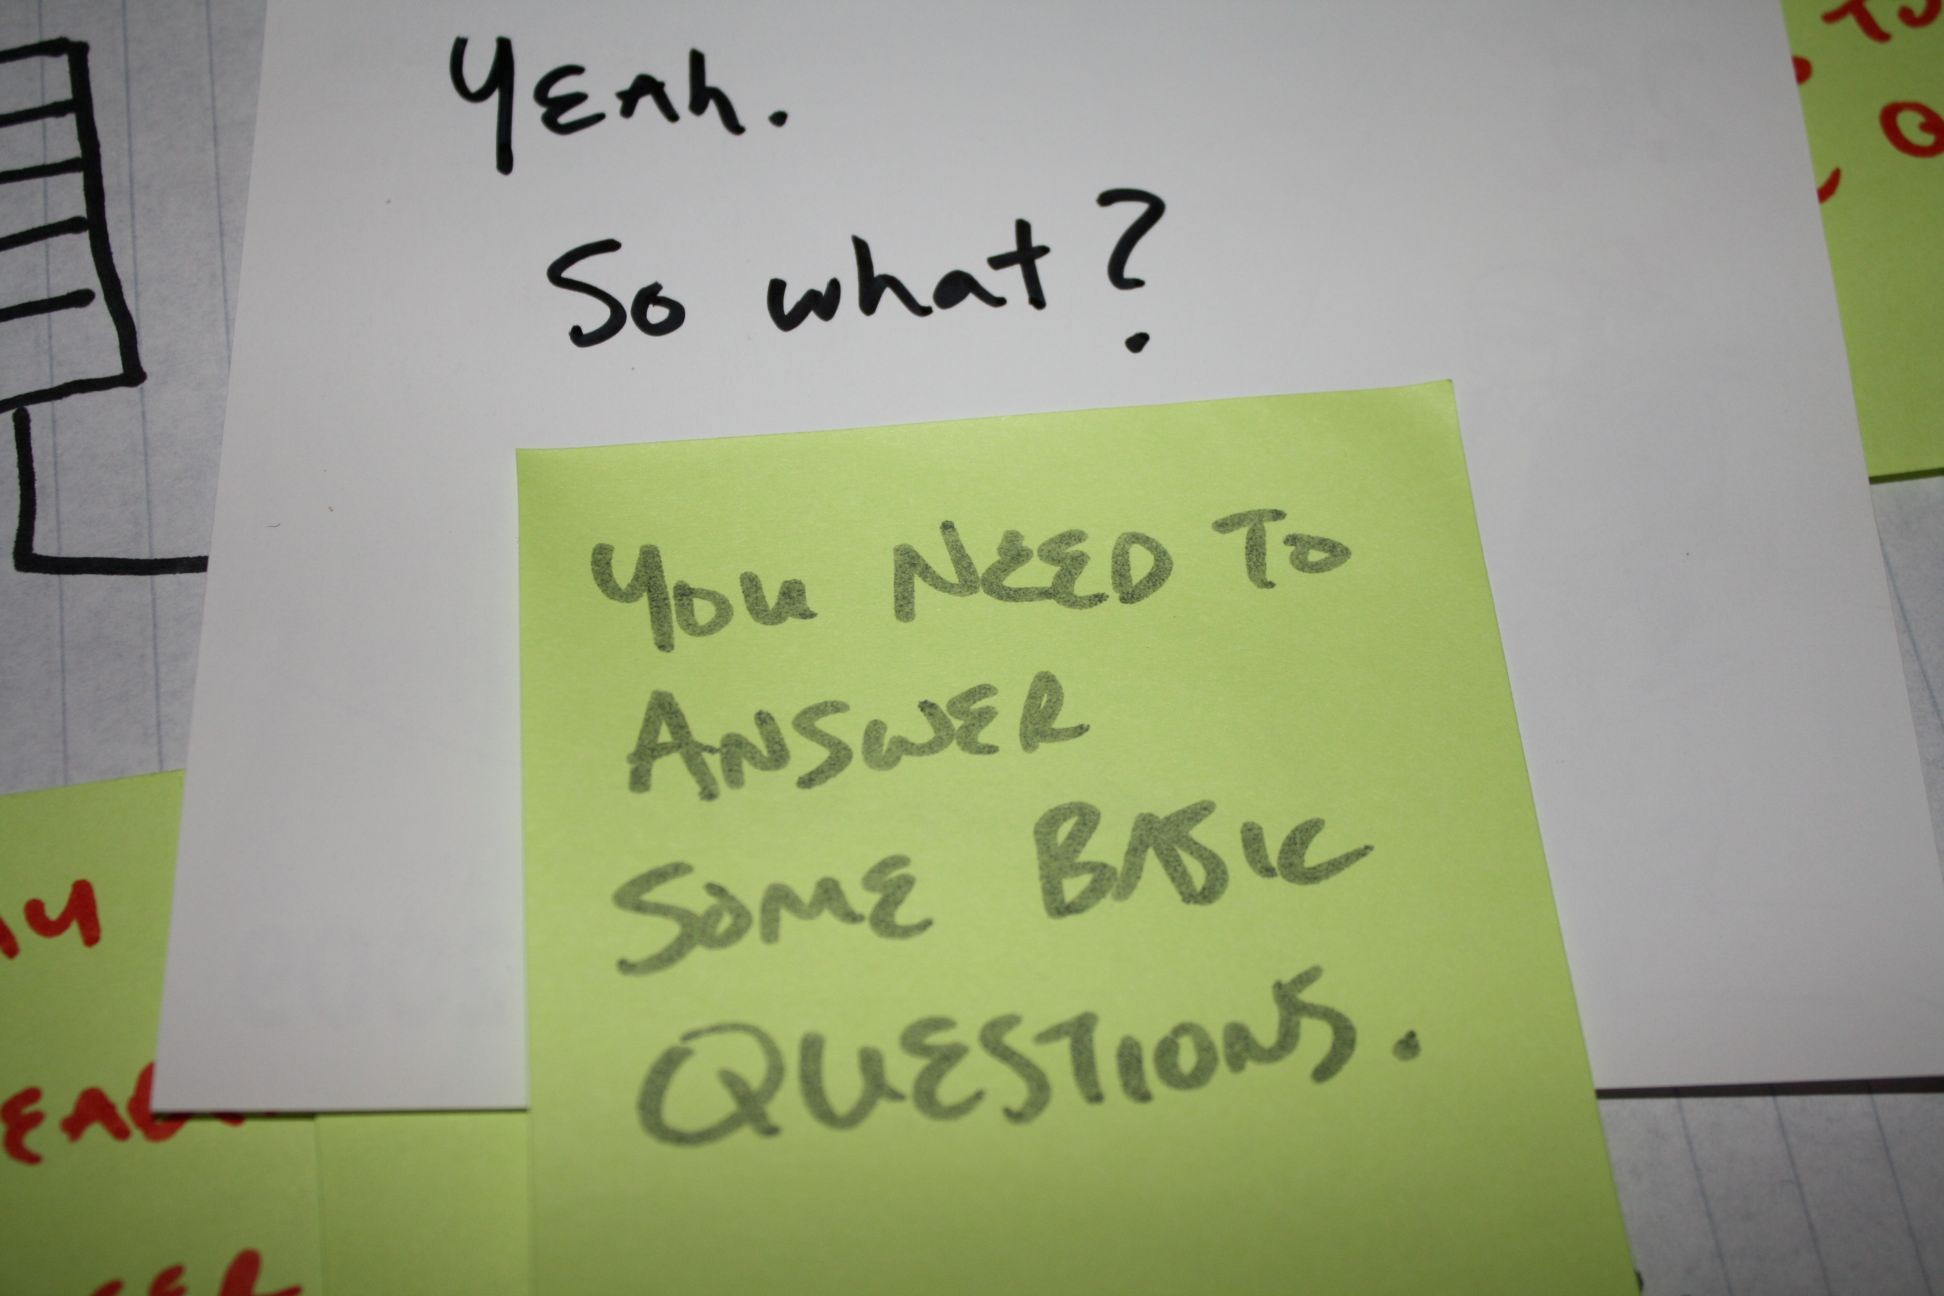 Yeah.
So what?
You NEED TO
ANSWER
SOME BASIC
QUESTIONS.